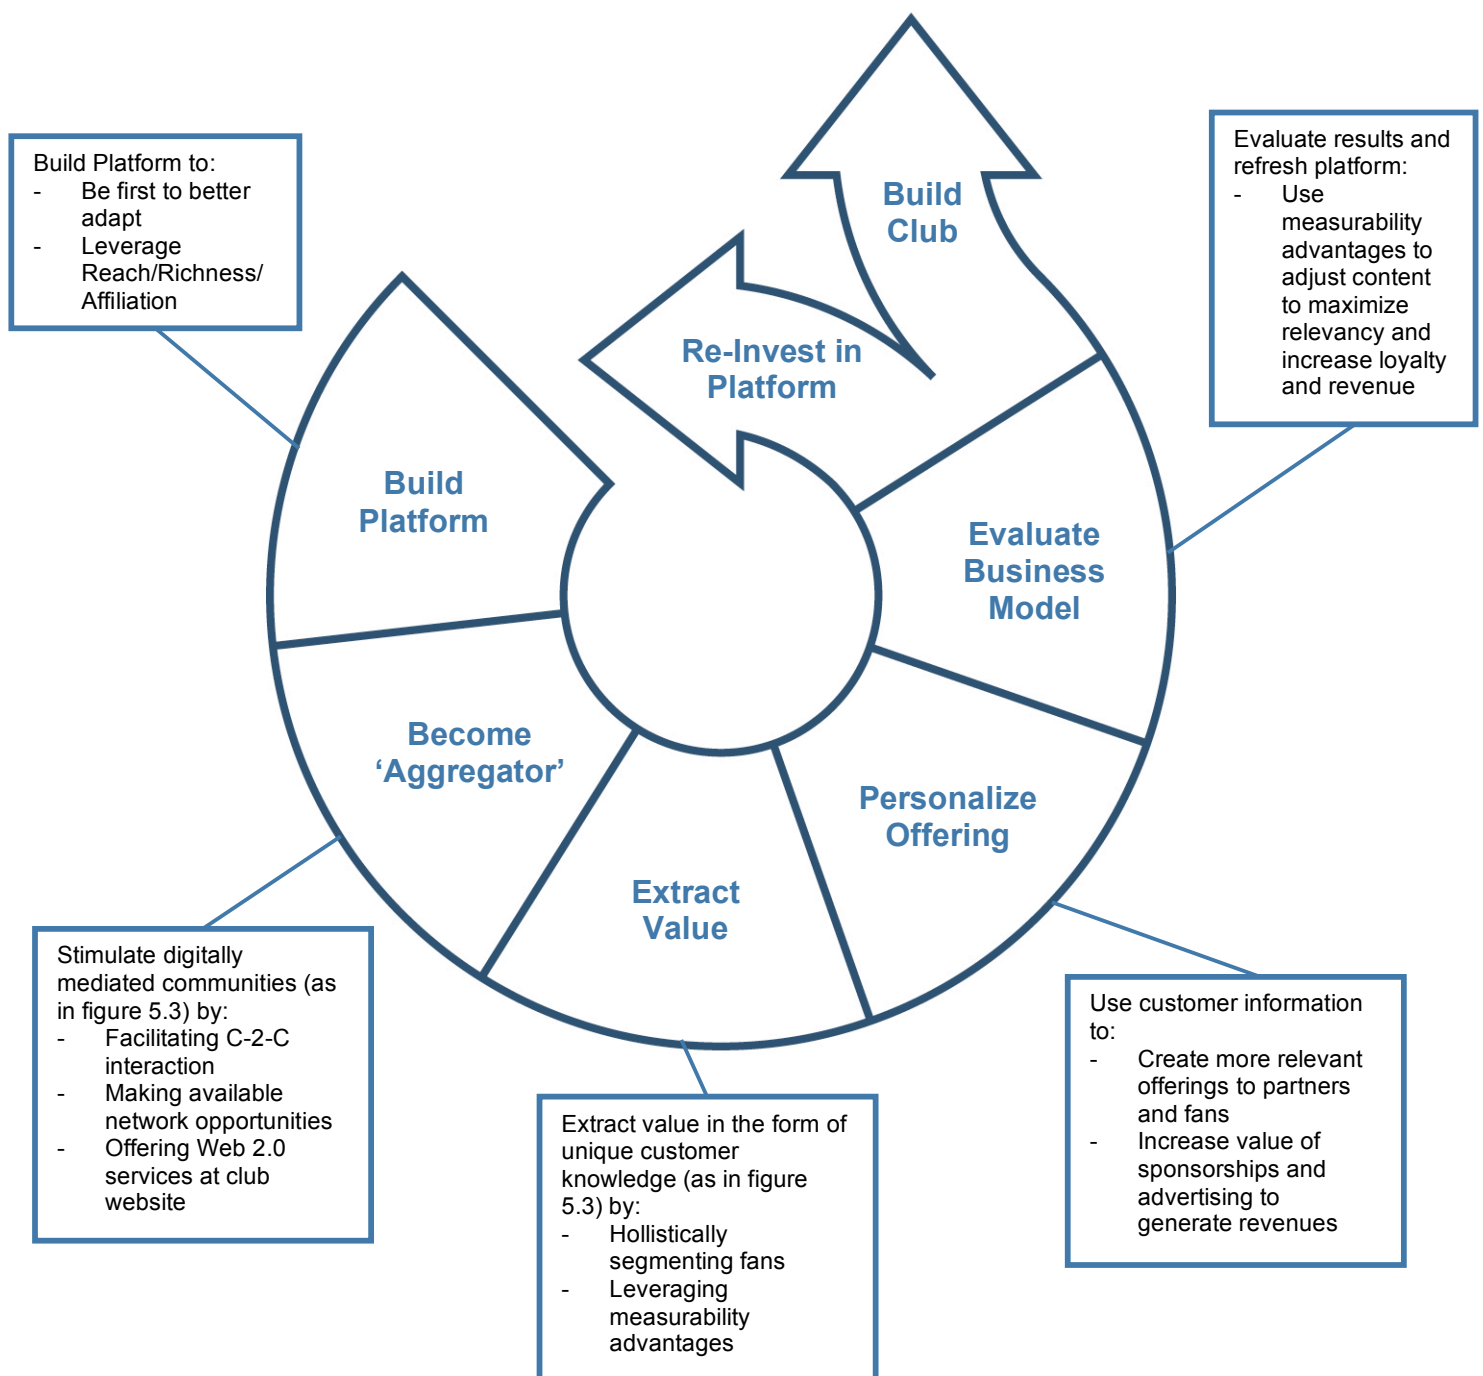 Build Club
Re-Invest in
Platform
Build
Platform
Become
‘Aggregator’
Extract
Value
Personalize
Offering
Evaluate
Business
Model
Build Platform to:
- Be first to better
adapt
- Leverage
Reach/Richness/
Affiliation
Stimulate digitally
mediated communities (as
in figure 5.3) by:
- Facilitating C-2-C
interaction
- Making available
network opportunities
- Offering Web 2.0
services at club
website
Extract value in the form of
unique customer
knowledge (as in figure
5.3) by:
- Hollistically
segmenting fans
- Leveraging
measurability
advantages
Use customer information
to:
- Create more relevant
offerings to partners
and fans
- Increase value of
sponsorships and
advertising to
generate revenues
Evaluate results and
refresh platform:
- Use
measurability
advantages to
adjust content
to maximize
relevancy and
increase loyalty
and revenue